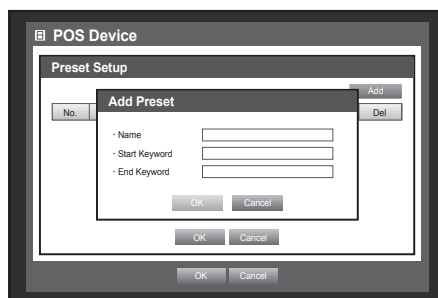 POS Device
Preset Setup
Add
No.
Del
Add Preset
· Name
· Start Keyword
· End Keyword
OK Cancel
OK Cancel
OK Cancel